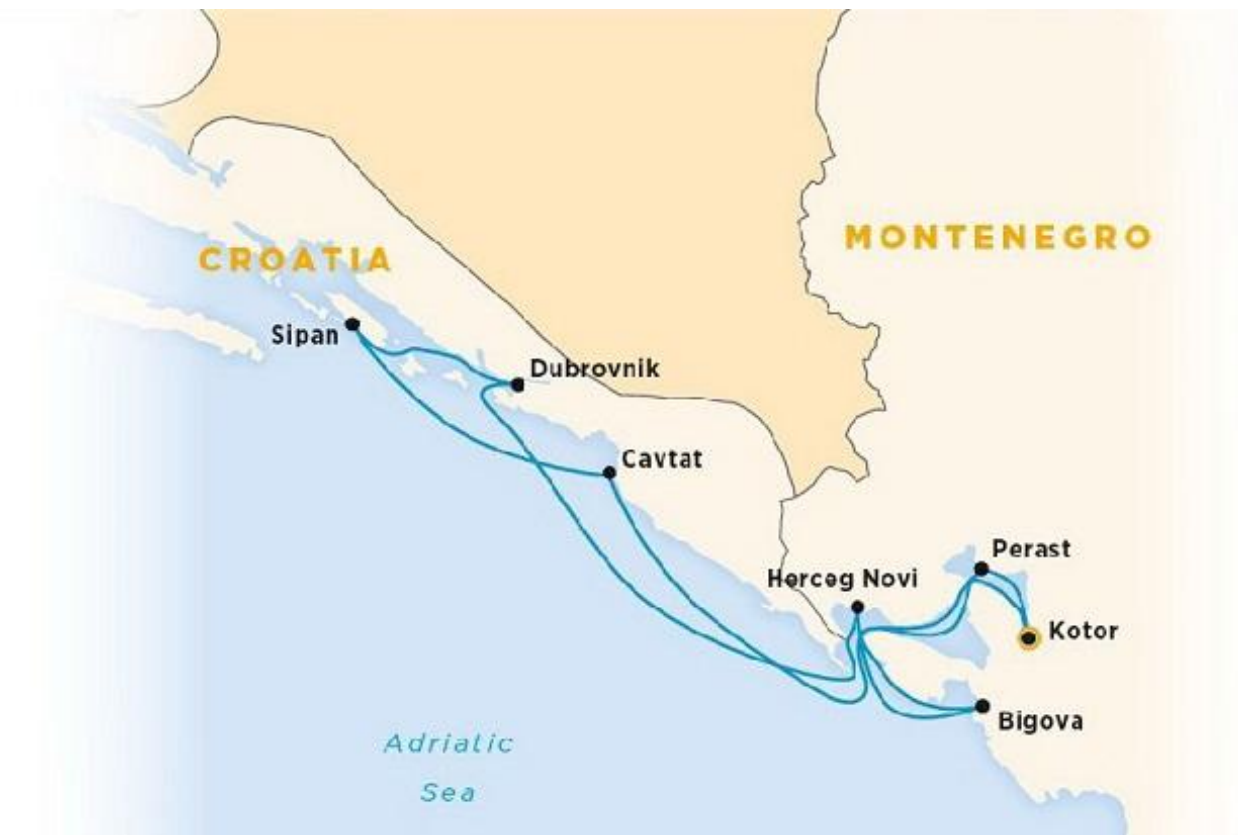 MONTENEGRO
CROATIA
Sipan
Dubrovnik
Cavtat
Perast
Herceg Novi
Kotor
Bigova
Adriatic
Sea